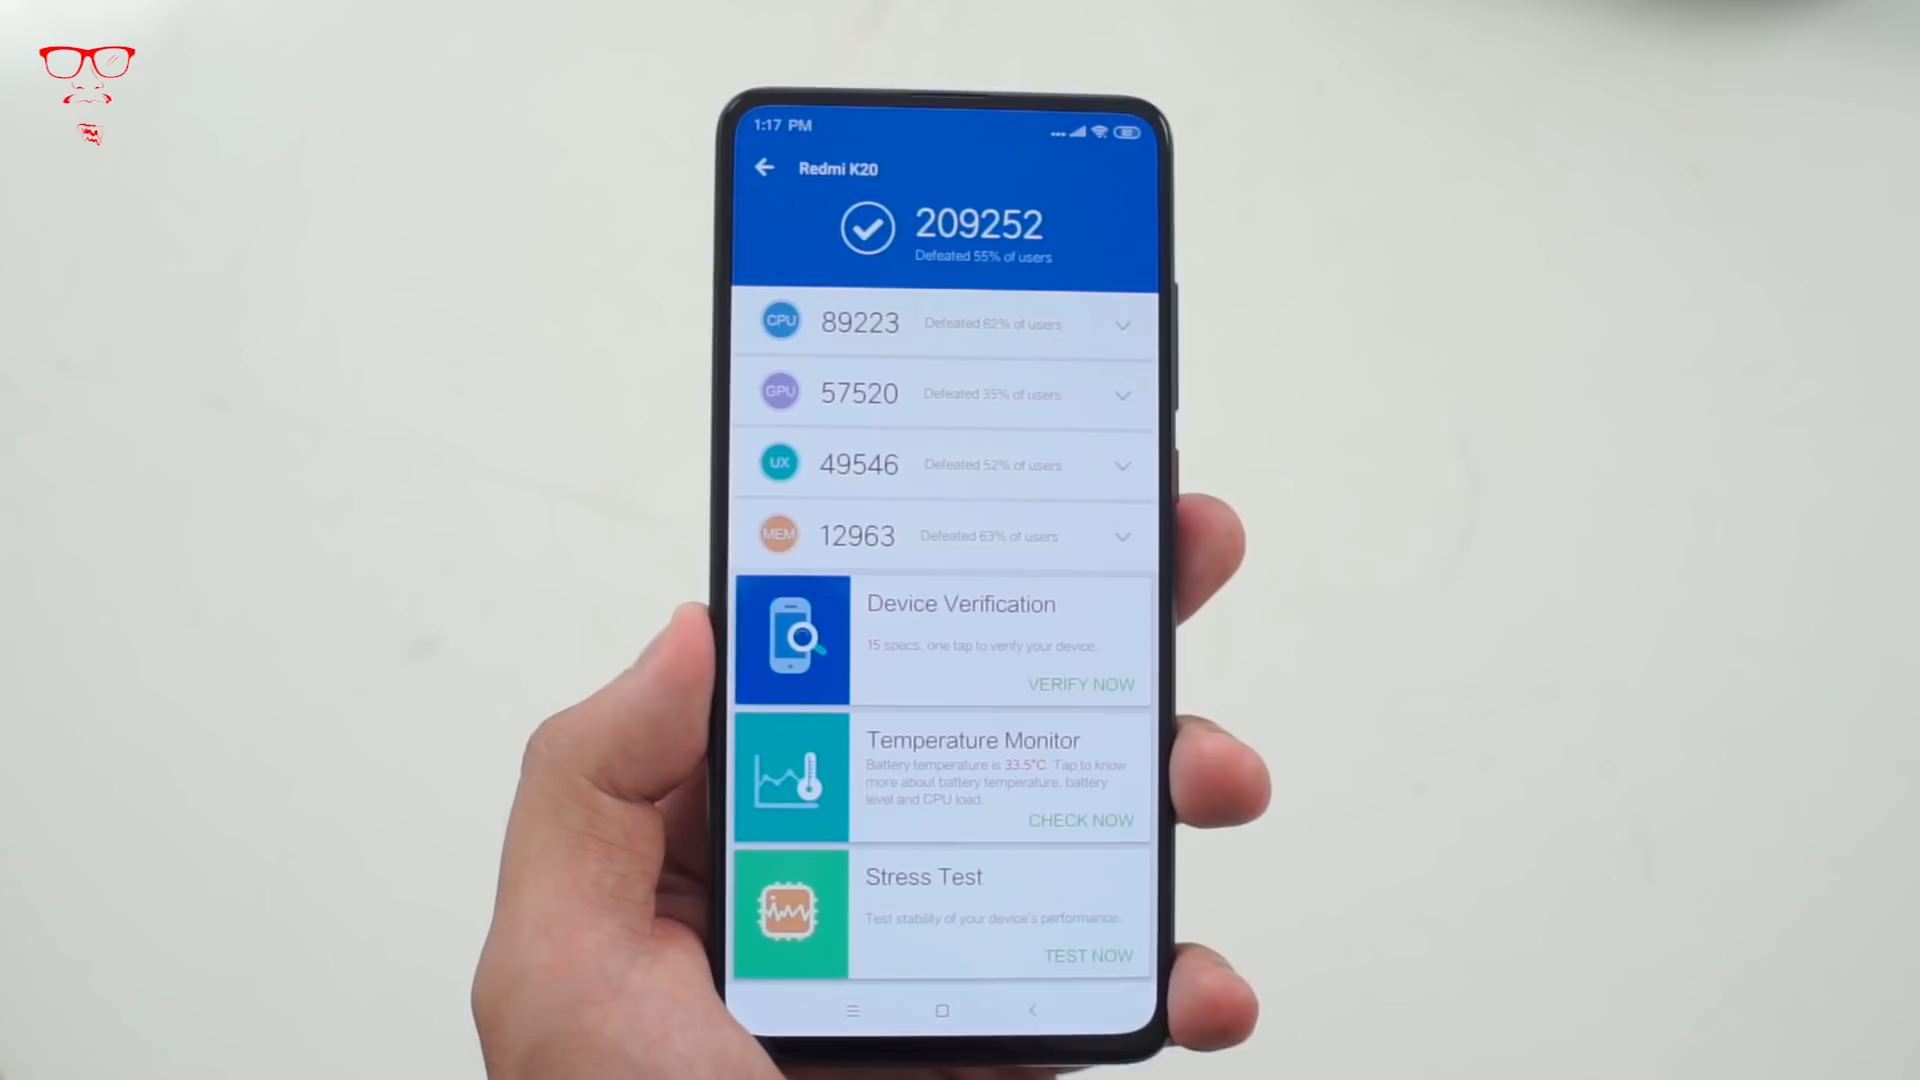 1:17 PM
Redmi K20
209252
Defeated 55% of users
CPU 89223 Defeated 62% of users
GPU 57520 Defeated 35% of users
UX 49546 Defeated 52% of users
MEM 12963 Defeated 63% of users
Device Verification
15 specs, one tap to verify your device.
VERIFY NOW
Temperature Monitor
Battery temperature is 33.5°C. Tap to know
more about battery temperature, battery
level and CPU load.
CHECK NOW
Stress Test
Test stability of your device's performance.
TEST NOW